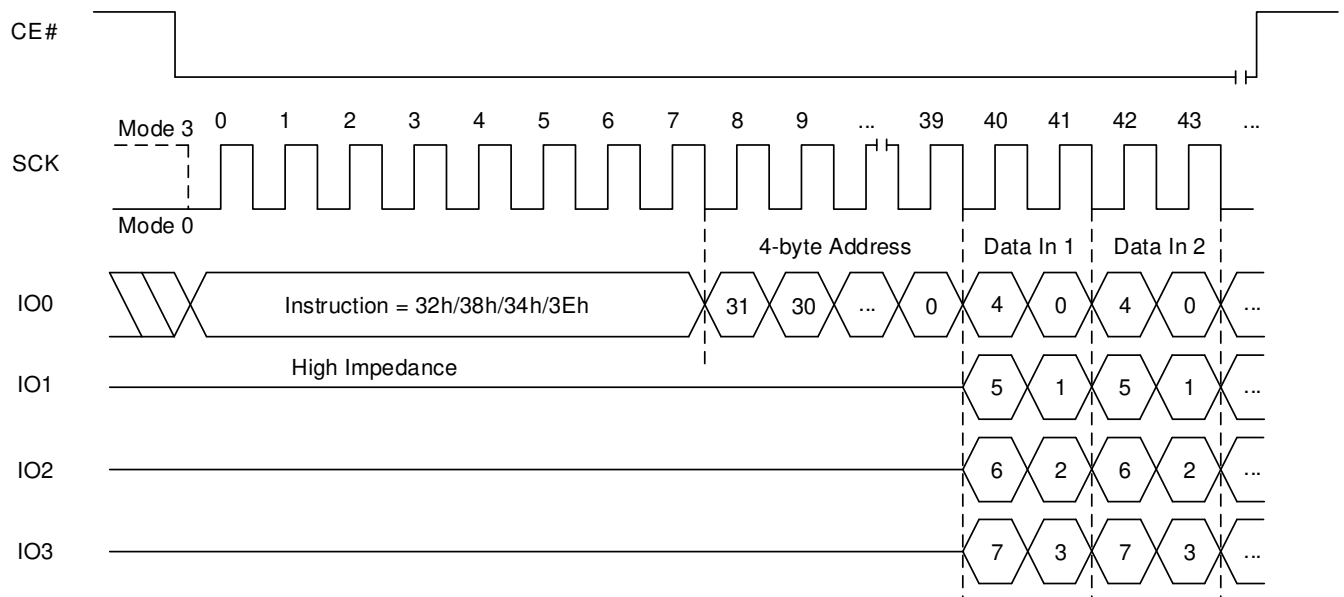 CE#
Mode 3 0 1 2 3 4 5 6 7 8 9 ... 39 40 41 42 43 ...
SCK
Mode 0
4-byte Address Data In 1 Data In 2
IO0 Instruction = 32h/38h/34h/3Eh 31 30 ... 0 4 0 4 0 ...
High Impedance
IO1 5 1 5 1 ...
IO2 6 2 6 2 ...
IO3 7 3 7 3 ...